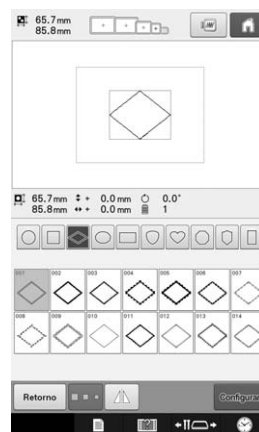 65.7mm
85.8mm
65.7mm + 0.0mm 0.0°
85.8mm + 0.0mm 1
001 002 003 004 005 006 007
008 009 010 011 012 013 014
Retorno Configurar